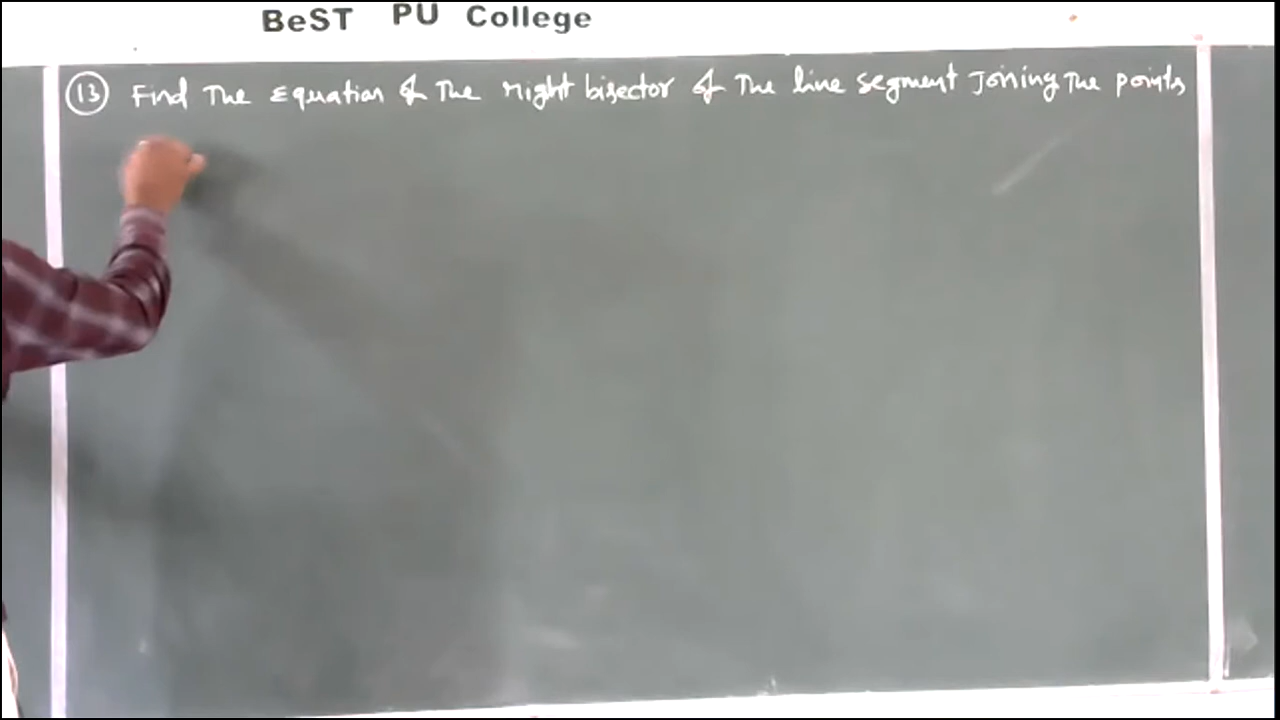 BeST PU College
(13) Find The Equation of The right bisector of The line segment Joining The points